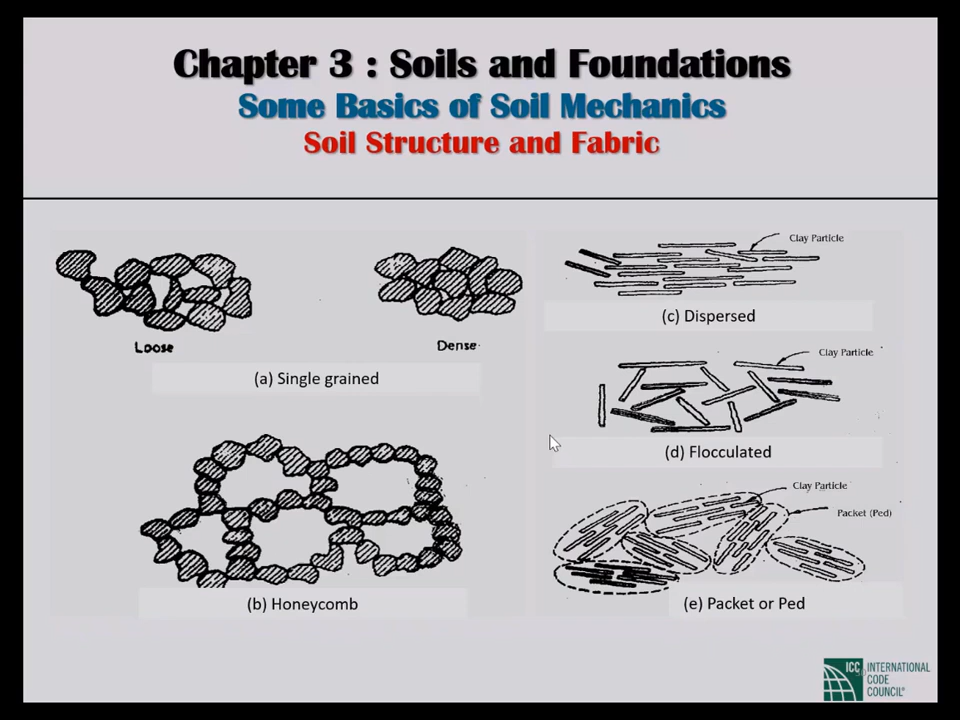 Chapter 3 : Soils and Foundations
Some Basics of Soil Mechanics
Soil Structure and Fabric
Loose
Dense
(a) Single grained
(b) Honeycomb
Clay Particle
(c) Dispersed
Clay Particle
(d) Flocculated
Clay Particle
Packet (Ped)
(e) Packet or Ped
ICC
INTERNATIONAL
CODE
COUNCIL®